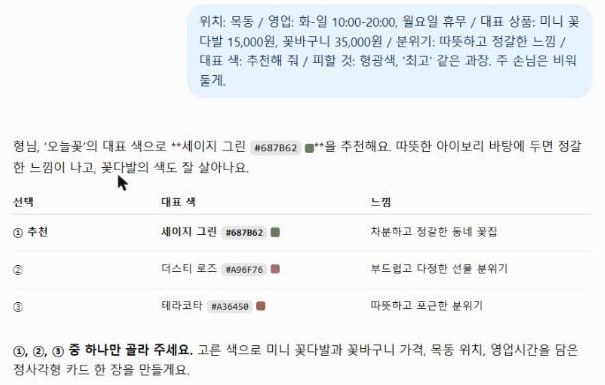 위치: 목동 / 영업: 화-일 10:00-20:00, 월요일 휴무 / 대표 상품: 미니 꽃
다발 15,000원, 꽃바구니 35,000원 / 분위기: 따뜻하고 정갈한 느낌 /
대표 색: 추천해 줘 / 피할 것: 형광색, '최고' 같은 과장. 주 손님은 비워
둘게.
형님, '오늘꽃'의 대표 색으로 **세이지 그린 #687B62 **을 추천해요. 따뜻한 아이보리 바탕에 두면 정갈
한 느낌이 나고, 꽃다발의 색도 잘 살아나요.
선택 대표 색 느낌
① 추천 세이지 그린 #687B62 차분하고 정갈한 동네 꽃집
② 더스티 로즈 #A96F76 부드럽고 다정한 선물 분위기
③ 테라코타 #A36450 따뜻하고 포근한 분위기
①, ②, ③ 중 하나만 골라 주세요. 고른 색으로 미니 꽃다발과 꽃바구니 가격, 목동 위치, 영업시간을 담은
정사각형 카드 한 장을 만들게요.